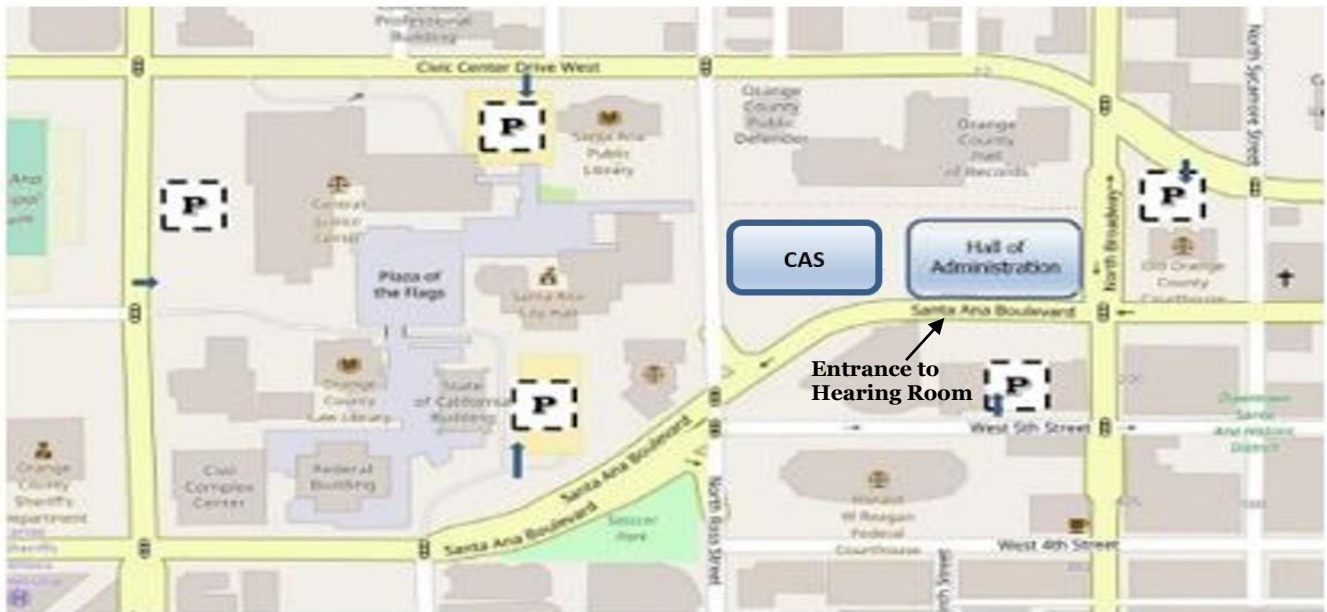 Professional
Building
Civic Center Drive West
North Sycamore Street
P
Santa Ana
Public
Library
Orange
County
Public
Defender
Orange
County
Hall
of Records
P
P
Central
Justice
Center
North Broadway
CAS
Hall of
Administration
Old Orange
County
Courthouse
Plaza of
the Flags
Santa Ana
City Hall
Santa Ana Boulevard
Entrance to
Hearing Room
P
Orange
County
Law Library
State
of California
Building
P
West 5th Street
Downtown
Santa
Ana Historic
District
Santa Ana Boulevard
Orange
County
Sheriff's
Civic
Complex
Center
Federal
Building
Ronald
W Reagan
Federal
Courthouse
North Ross Street
Santa Ana Boulevard
Santa Ana Boulevard
West 4th Street